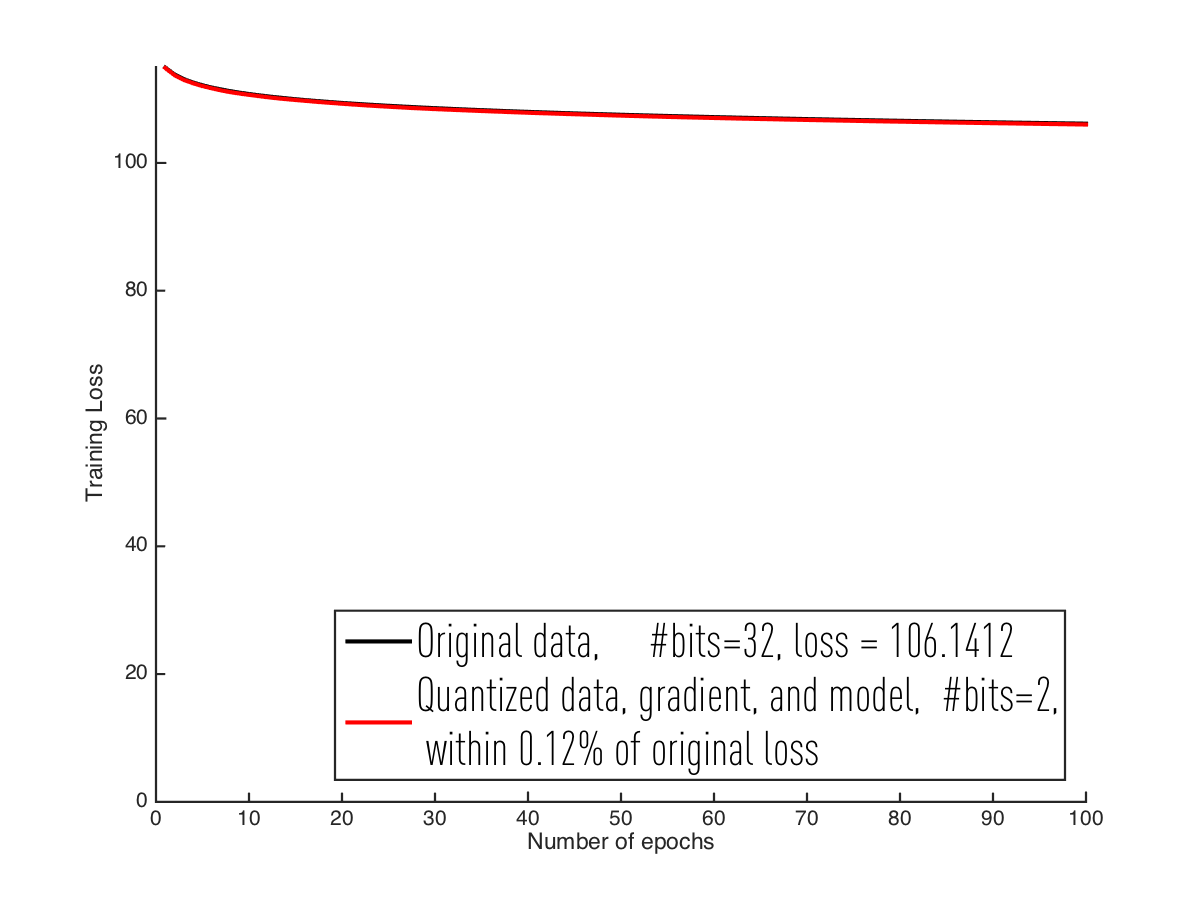 100
80
60
40
20
0
Training Loss
Original data, #bits=32, loss = 106.1412
Quantized data, gradient, and model, #bits=2,
within 0.12% of original loss
0 10 20 30 40 50 60 70 80 90 100
Number of epochs